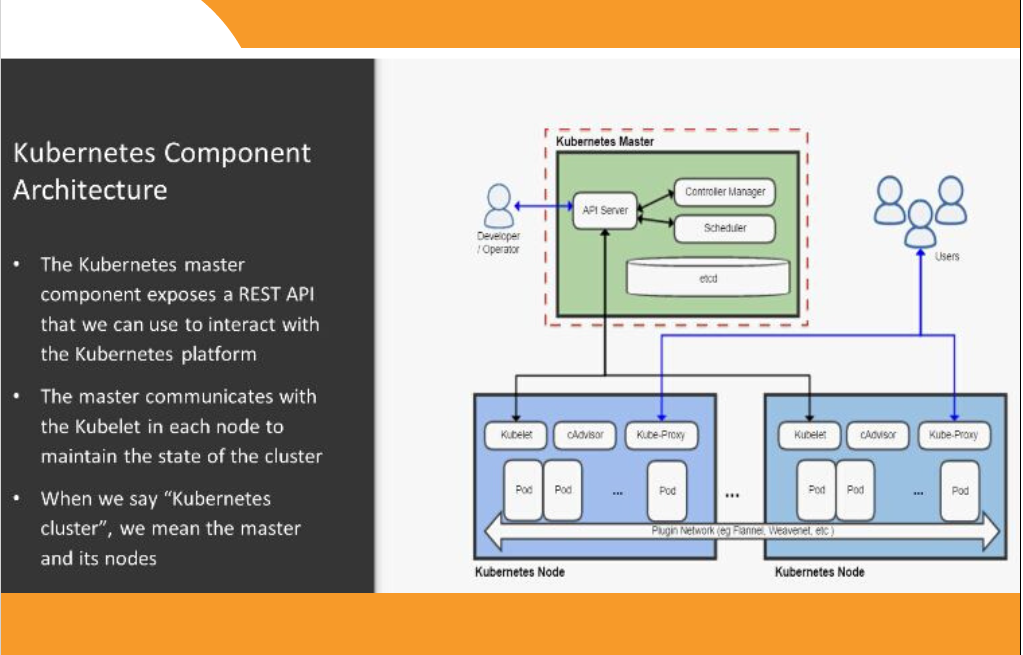 Kubernetes Component
Architecture
• The Kubernetes master
component exposes a REST API
that we can use to interact with
the Kubernetes platform
• The master communicates with
the Kubelet in each node to
maintain the state of the cluster
• When we say “Kubernetes
cluster”, we mean the master
and its nodes
Kubernetes Master
API Server
Controller Manager
Scheduler
etcd
Developer
/ Operator
Users
Kubelet
cAdvisor
Kube-Proxy
Pod
Pod
...
Pod
...
Kubelet
cAdvisor
Kube-Proxy
Pod
Pod
...
Pod
Plugin Network (eg Flannel, Weavenet, etc )
Kubernetes Node
Kubernetes Node